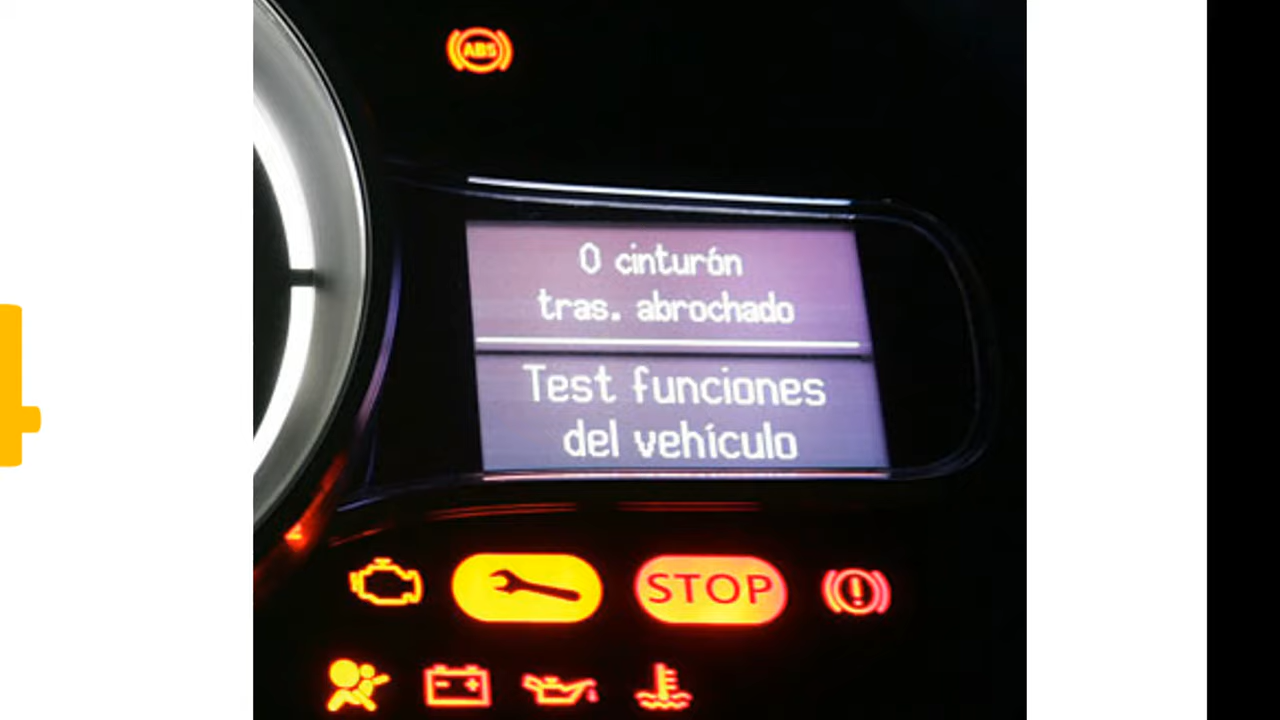 ABS
0 cinturón
tras. abrochado
Test funciones
del vehículo
STOP